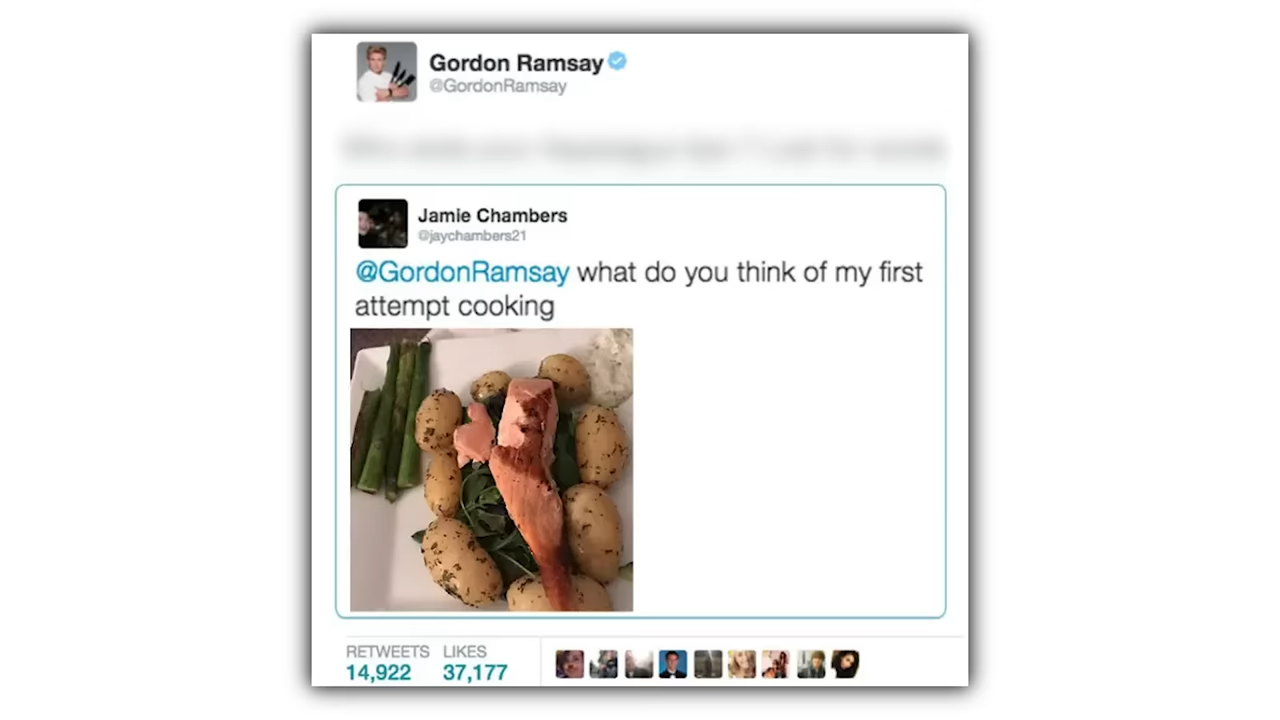 Gordon Ramsay
@GordonRamsay
Jamie Chambers
@jaychambers21
@GordonRamsay what do you think of my first
attempt cooking
RETWEETS LIKES
14,922 37,177